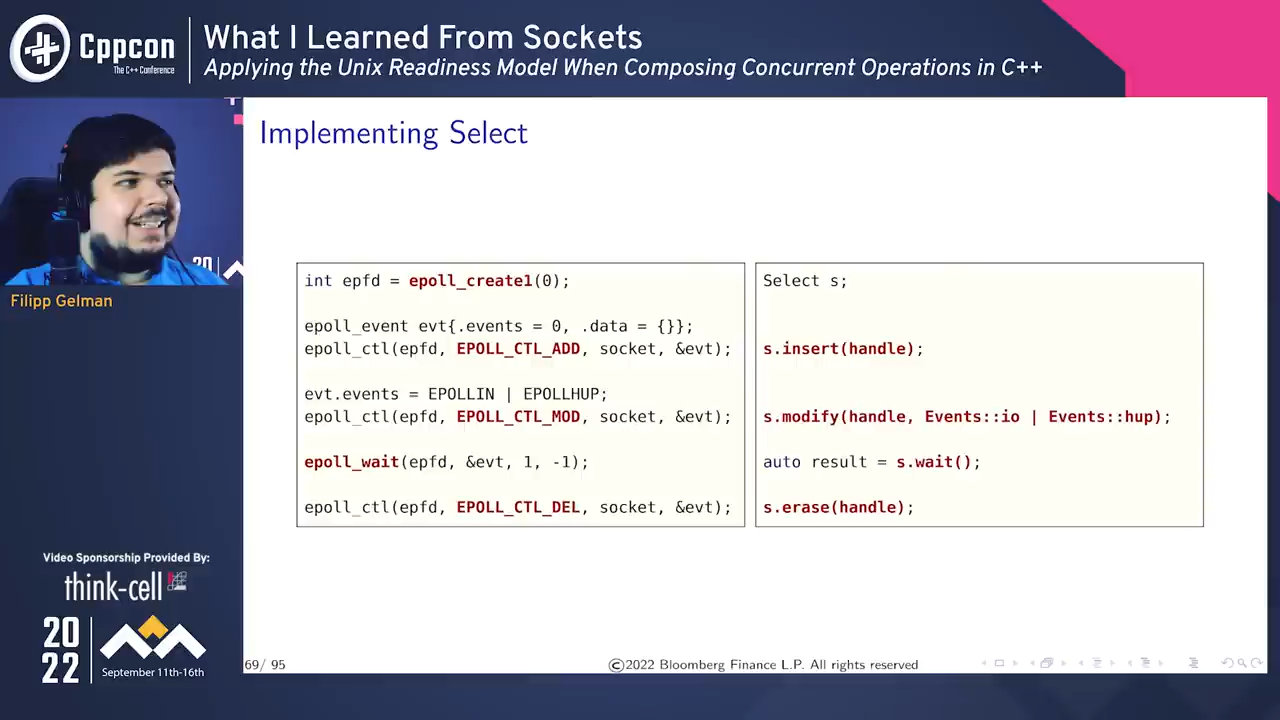 Cppcon
The C++ Conference
What I Learned From Sockets
Applying the Unix Readiness Model When Composing Concurrent Operations in C++
Filipp Gelman
Video Sponsorship Provided By:
think-cell
20
22
September 11th-16th
20
Implementing Select
int epfd = epoll_create1(0);
epoll_event evt{.events = 0, .data = {}};
epoll_ctl(epfd, EPOLL_CTL_ADD, socket, &evt);
evt.events = EPOLLIN | EPOLLHUP;
epoll_ctl(epfd, EPOLL_CTL_MOD, socket, &evt);
epoll_wait(epfd, &evt, 1, -1);
epoll_ctl(epfd, EPOLL_CTL_DEL, socket, &evt);
Select s;
s.insert(handle);
s.modify(handle, Events::io | Events::hup);
auto result = s.wait();
s.erase(handle);
69/ 95
©2022 Bloomberg Finance L.P. All rights reserved